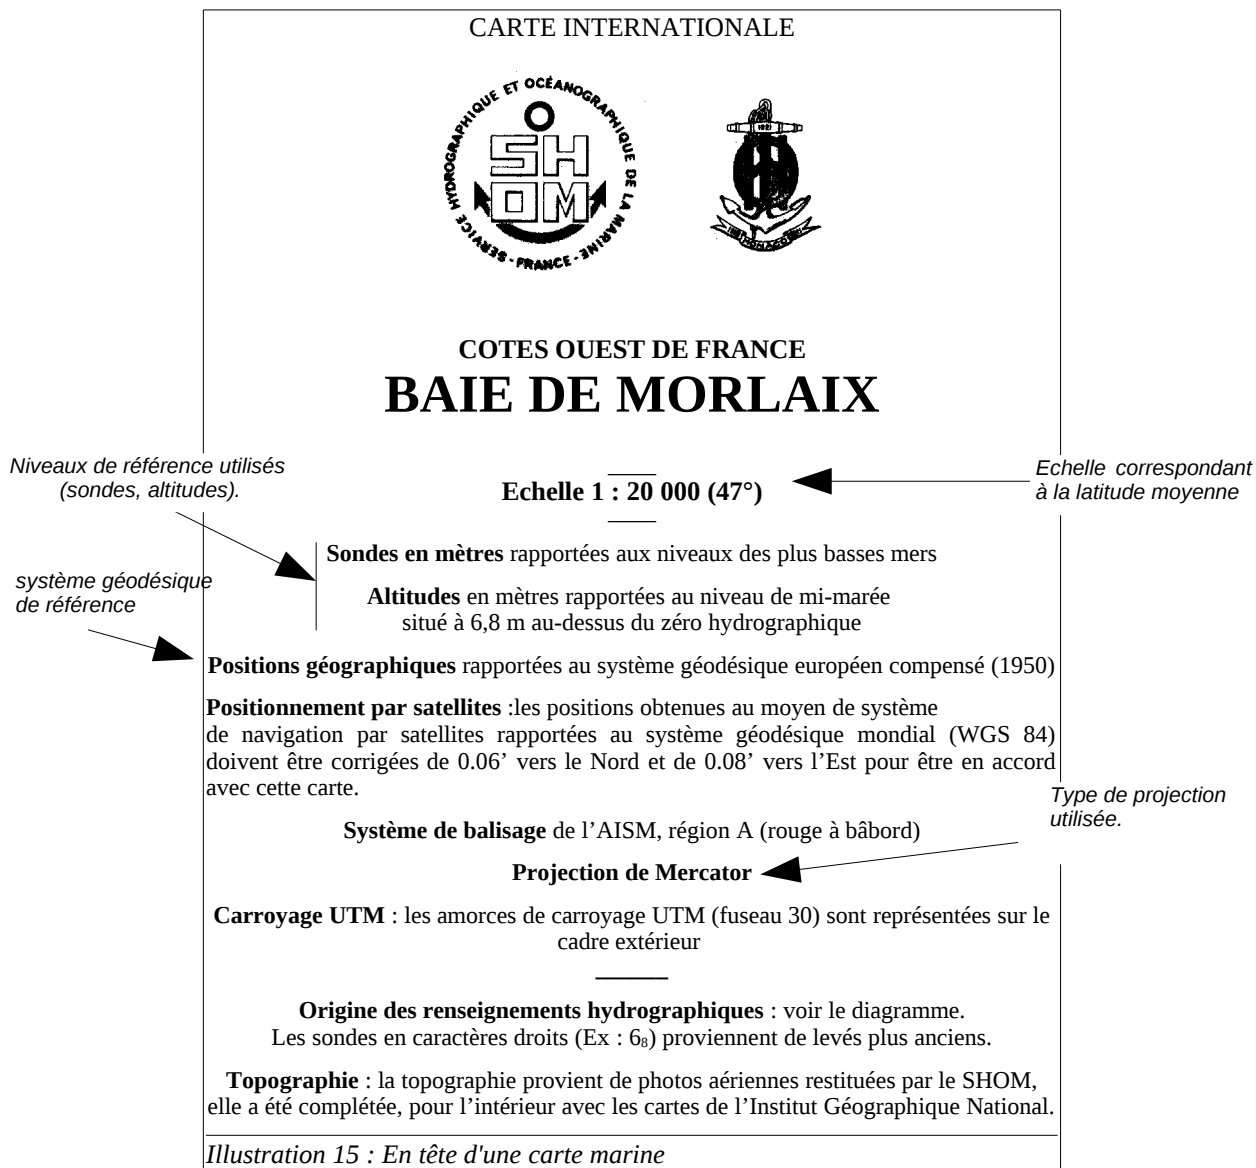 CARTE INTERNATIONALE
SERVICE HYDROGRAPHIQUE ET OCÉANOGRAPHIQUE DE LA MARINE - FRANCE -
SH
OM
1921
MONACO
COTES OUEST DE FRANCE
BAIE DE MORLAIX
Niveaux de référence utilisés
(sondes, altitudes).
Echelle 1 : 20 000 (47°)
Echelle correspondant
à la latitude moyenne
Sondes en mètres rapportées aux niveaux des plus basses mers
système géodésique
de référence
Altitudes en mètres rapportées au niveau de mi-marée
situé à 6,8 m au-dessus du zéro hydrographique
Positions géographiques rapportées au système géodésique européen compensé (1950)
Positionnement par satellites :les positions obtenues au moyen de système
de navigation par satellites rapportées au système géodésique mondial (WGS 84)
doivent être corrigées de 0.06’ vers le Nord et de 0.08’ vers l’Est pour être en accord
avec cette carte.
Type de projection
utilisée.
Système de balisage de l’AISM, région A (rouge à bâbord)
Projection de Mercator
Carroyage UTM : les amorces de carroyage UTM (fuseau 30) sont représentées sur le
cadre extérieur
Origine des renseignements hydrographiques : voir le diagramme.
Les sondes en caractères droits (Ex : 6₈) proviennent de levés plus anciens.
Topographie : la topographie provient de photos aériennes restituées par le SHOM,
elle a été complétée, pour l’intérieur avec les cartes de l’Institut Géographique National.
Illustration 15 : En tête d'une carte marine